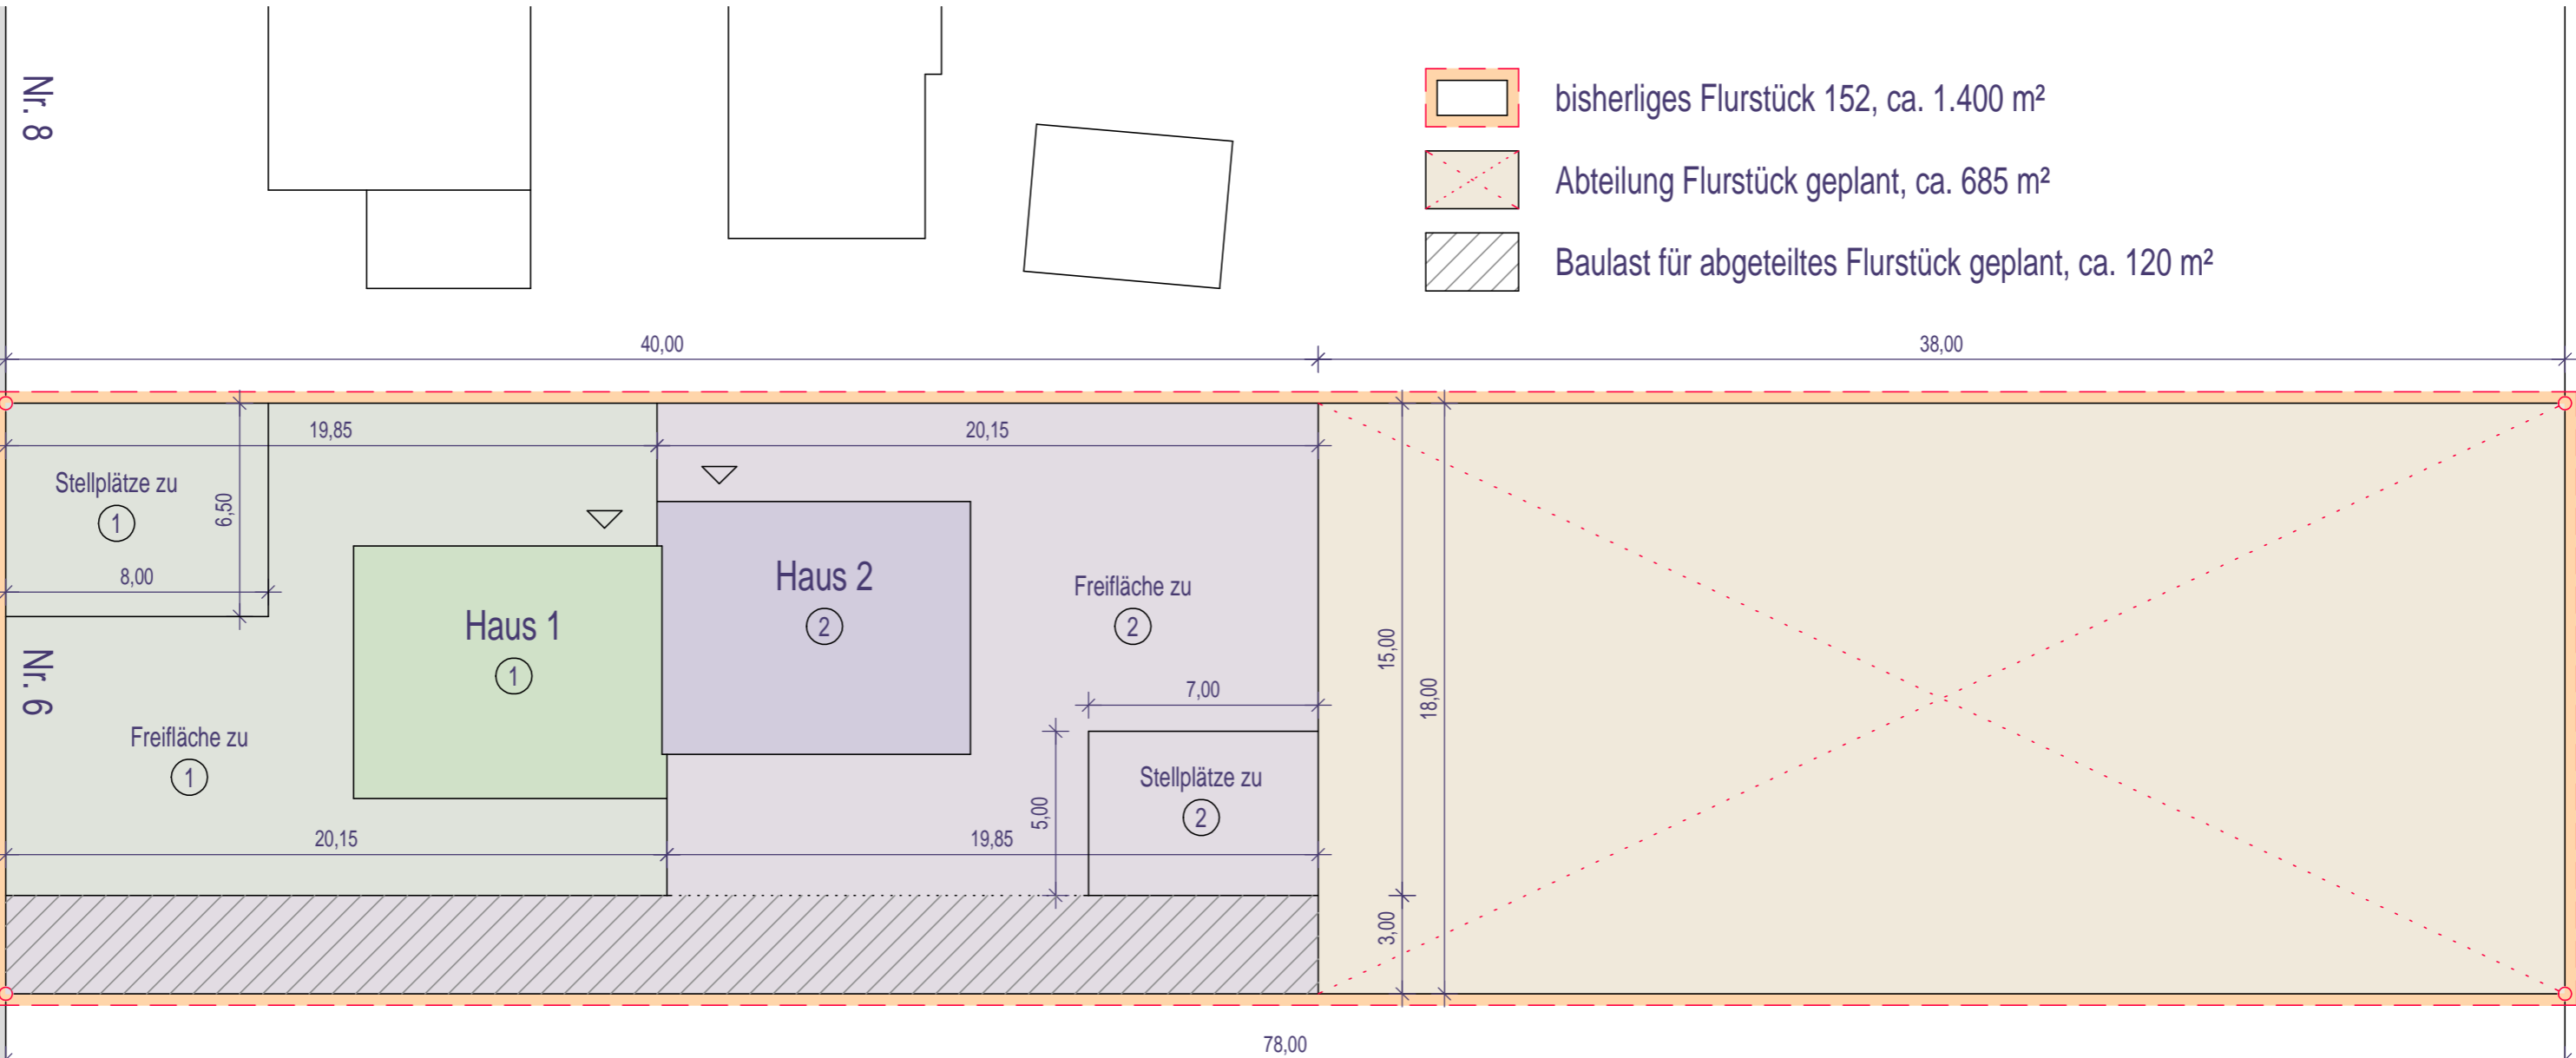 Nr. 8
bisherliges Flurstück 152, ca. 1.400 m²
Abteilung Flurstück geplant, ca. 685 m²
Baulast für abgeteiltes Flurstück geplant, ca. 120 m²
40,00
38,00
19,85
20,15
Stellplätze zu
1
6,50
8,00
Haus 1
1
Haus 2
2
Freifläche zu
2
15,00
18,00
Nr. 6
7,00
Freifläche zu
1
Stellplätze zu
2
5,00
20,15
19,85
3,00
78,00